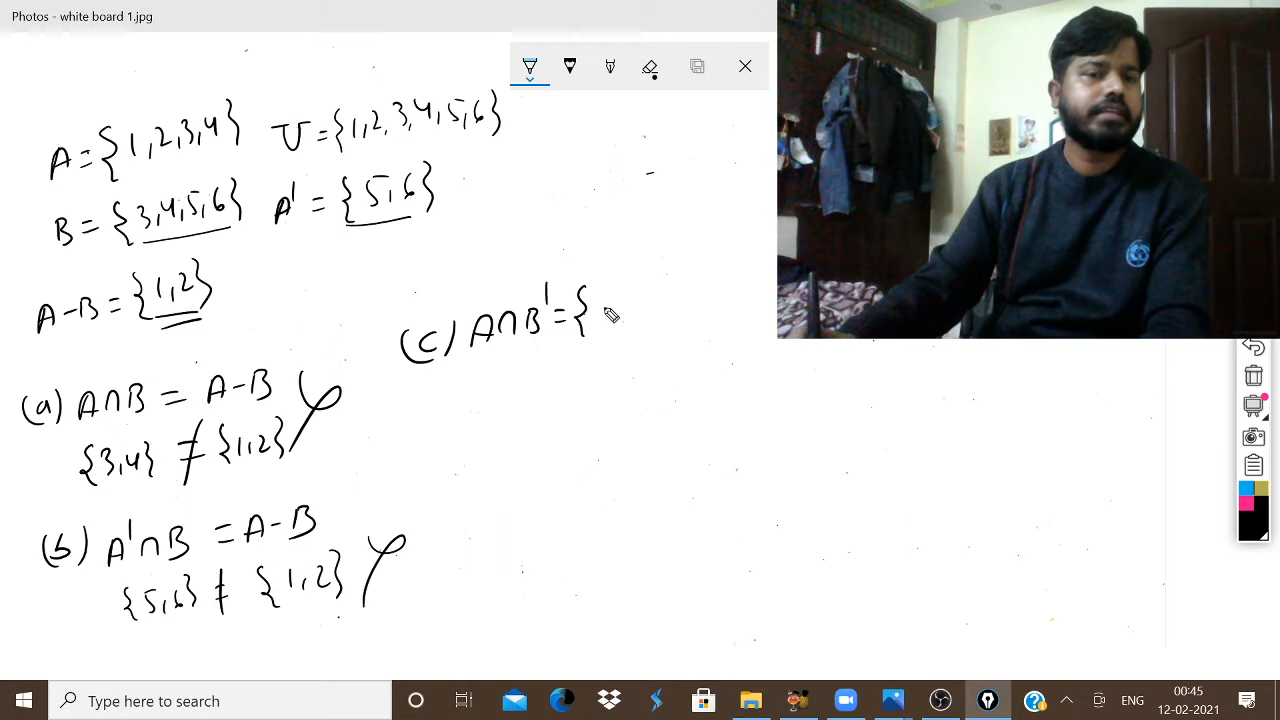 Photos - white board 1.jpg
A = {1,2,3,4} U = {1,2,3,4,5,6}
B = {3,4,5,6} A' = {5,6}
A-B = {1,2}
(a) A∩B = A-B
{3,4} ≠ {1,2}
(b) A'∩B = A-B
{5,6} ≠ {1,2}
(c) A∩B' = {
Type here to search
ENG
00:45
12-02-2021